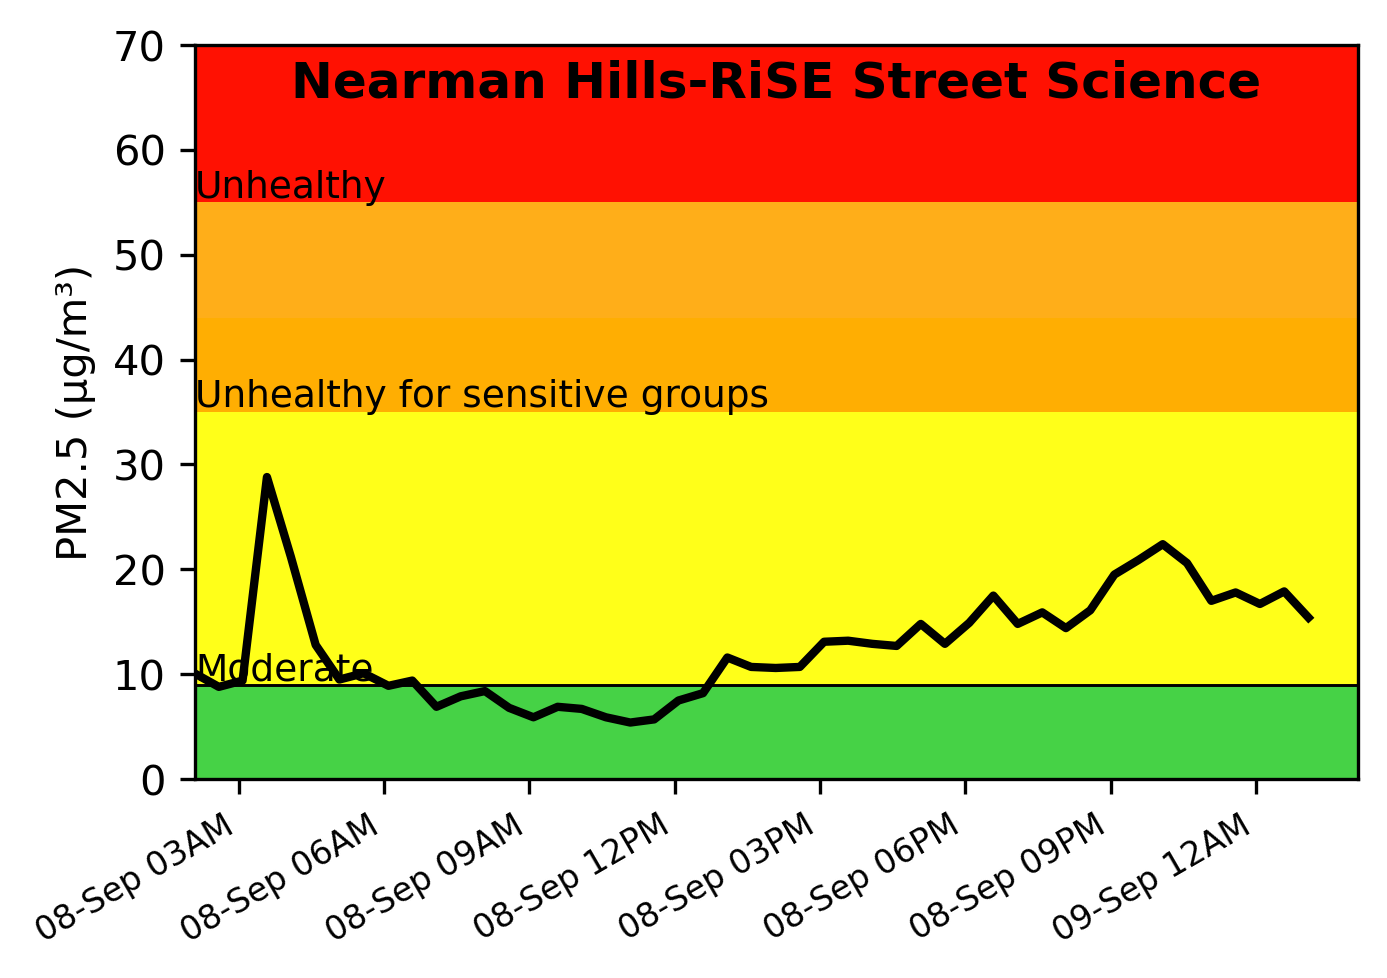 Nearman Hills-RiSE Street Science
PM2.5 (µg/m³)
70
60
Unhealthy
50
40
Unhealthy for sensitive groups
30
20
Moderate
10
0
08-Sep 03AM
08-Sep 06AM
08-Sep 09AM
08-Sep 12PM
08-Sep 03PM
08-Sep 06PM
08-Sep 09PM
09-Sep 12AM